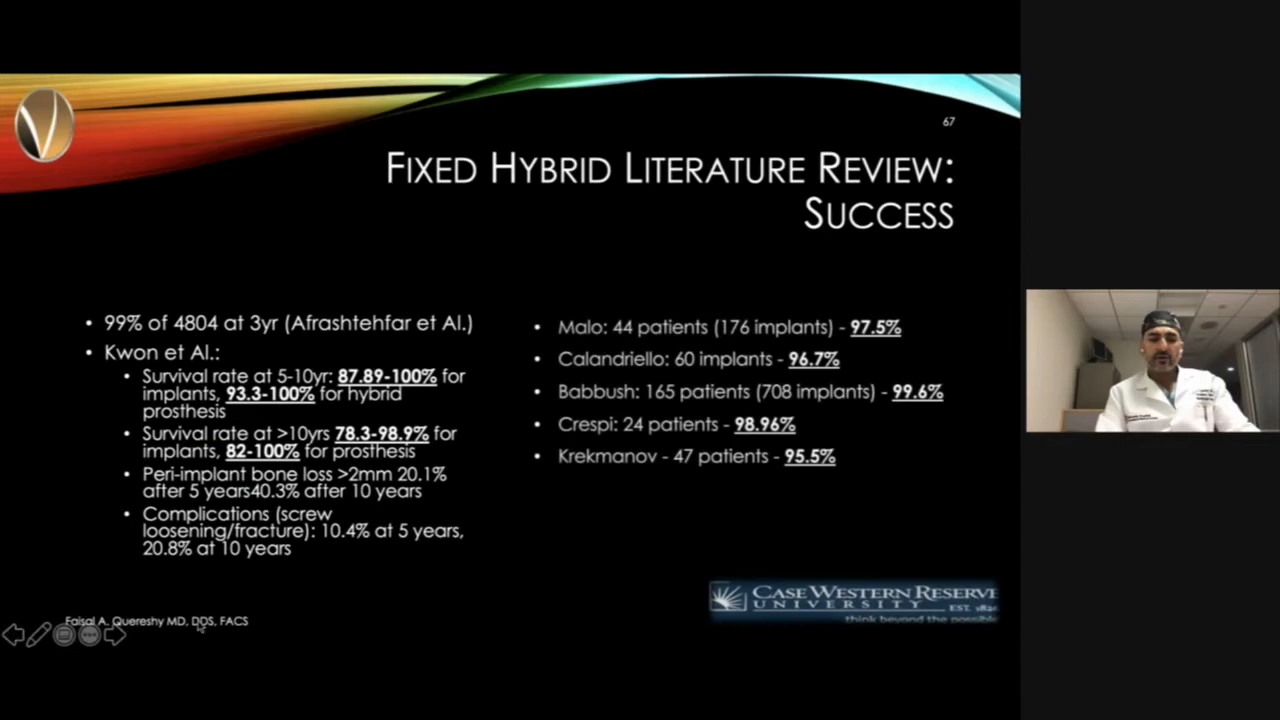 67
FIXED HYBRID LITERATURE REVIEW:
SUCCESS
• 99% of 4804 at 3yr (Afrashtehfar et Al.)
• Kwon et Al.:
• Survival rate at 5-10yr: 87.89-100% for
implants, 93.3-100% for hybrid
prosthesis
• Survival rate at >10yrs 78.3-98.9% for
implants, 82-100% for prosthesis
• Peri-implant bone loss >2mm 20.1%
after 5 years40.3% after 10 years
• Complications (screw
loosening/fracture): 10.4% at 5 years,
20.8% at 10 years
• Malo: 44 patients (176 implants) - 97.5%
• Calandriello: 60 implants - 96.7%
• Babbush: 165 patients (708 implants) - 99.6%
• Crespi: 24 patients - 98.96%
• Krekmanov - 47 patients - 95.5%
Faisal A. Quereshy MD, DDS, FACS
CASE WESTERN RESERVE
UNIVERSITY EST.
think beyond the possible